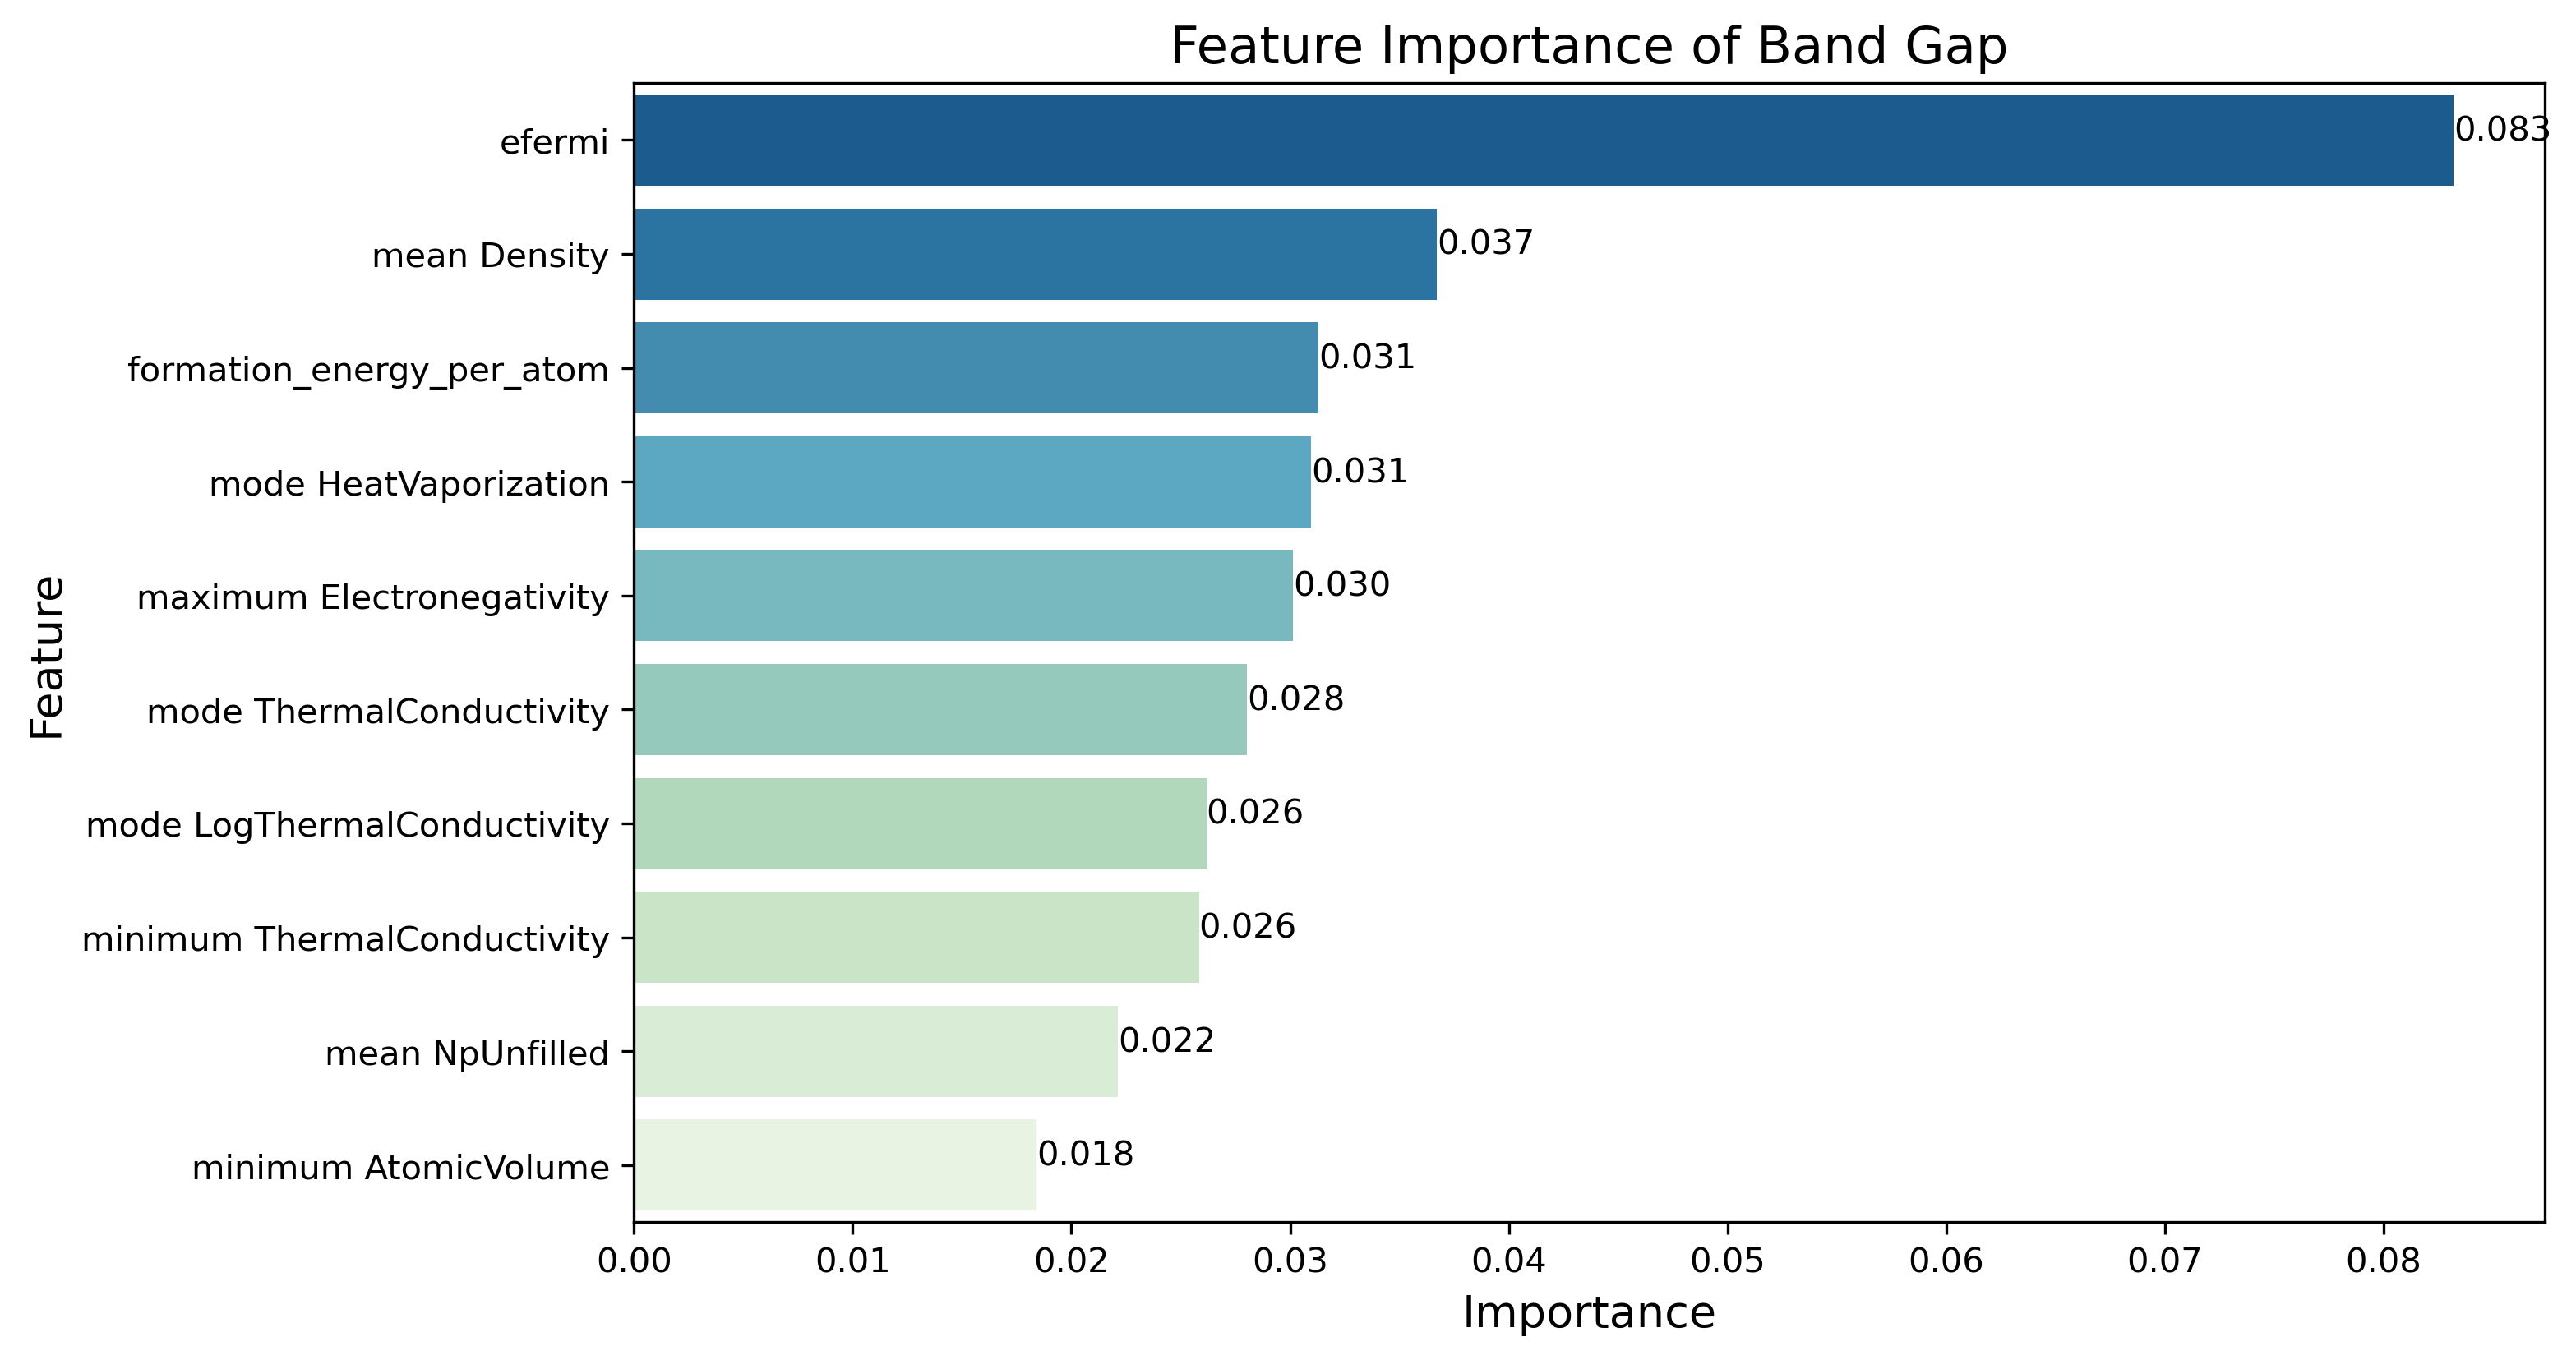 Feature Importance of Band Gap
efermi 0.083
mean Density 0.037
formation_energy_per_atom 0.031
mode HeatVaporization 0.031
maximum Electronegativity 0.030
mode ThermalConductivity 0.028
mode LogThermalConductivity 0.026
minimum ThermalConductivity 0.026
mean NpUnfilled 0.022
minimum AtomicVolume 0.018
Feature
0.00 0.01 0.02 0.03 0.04 0.05 0.06 0.07 0.08
Importance